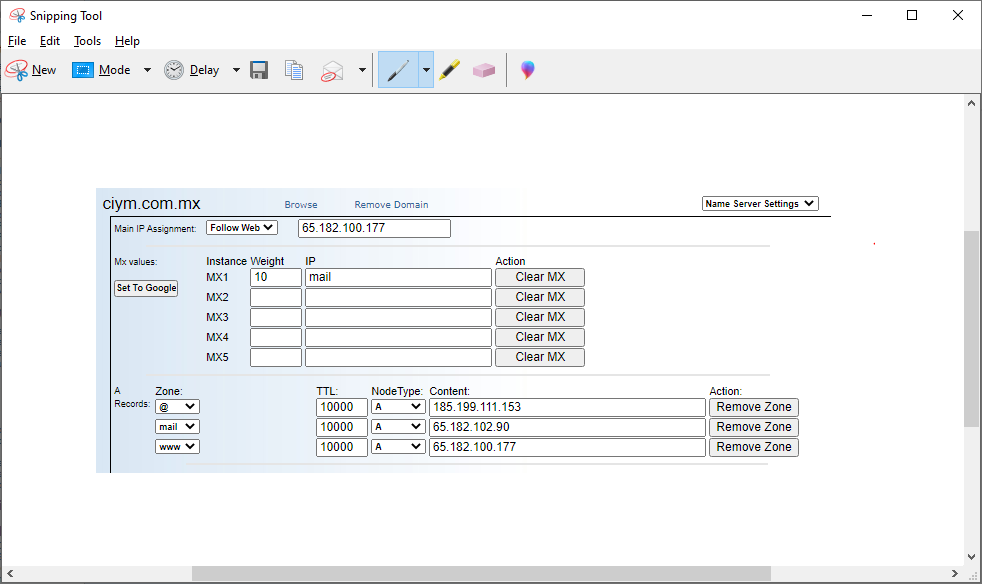 Snipping Tool
File Edit Tools Help
New Mode Delay
ciym.com.mx Browse Remove Domain Name Server Settings
Main IP Assignment: Follow Web 65.182.100.177
Mx values: Instance Weight IP Action
MX1 10 mail Clear MX
Set To Google
MX2 Clear MX
MX3 Clear MX
MX4 Clear MX
MX5 Clear MX
A Records: Zone: TTL: NodeType: Content: Action:
@ 10000 A 185.199.111.153 Remove Zone
mail 10000 A 65.182.102.90 Remove Zone
www 10000 A 65.182.100.177 Remove Zone